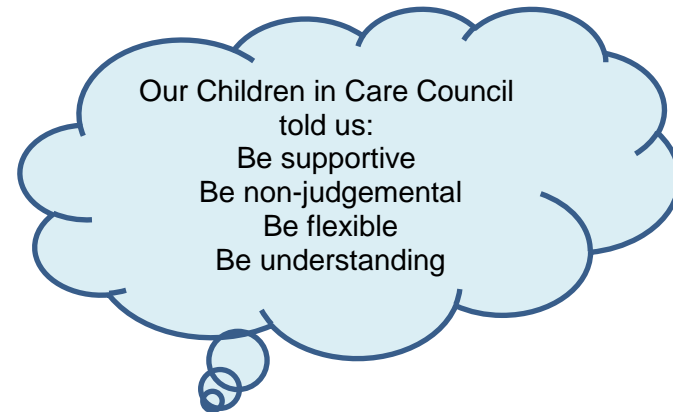 Our Children in Care Council
told us:
Be supportive
Be non-judgemental
Be flexible
Be understanding